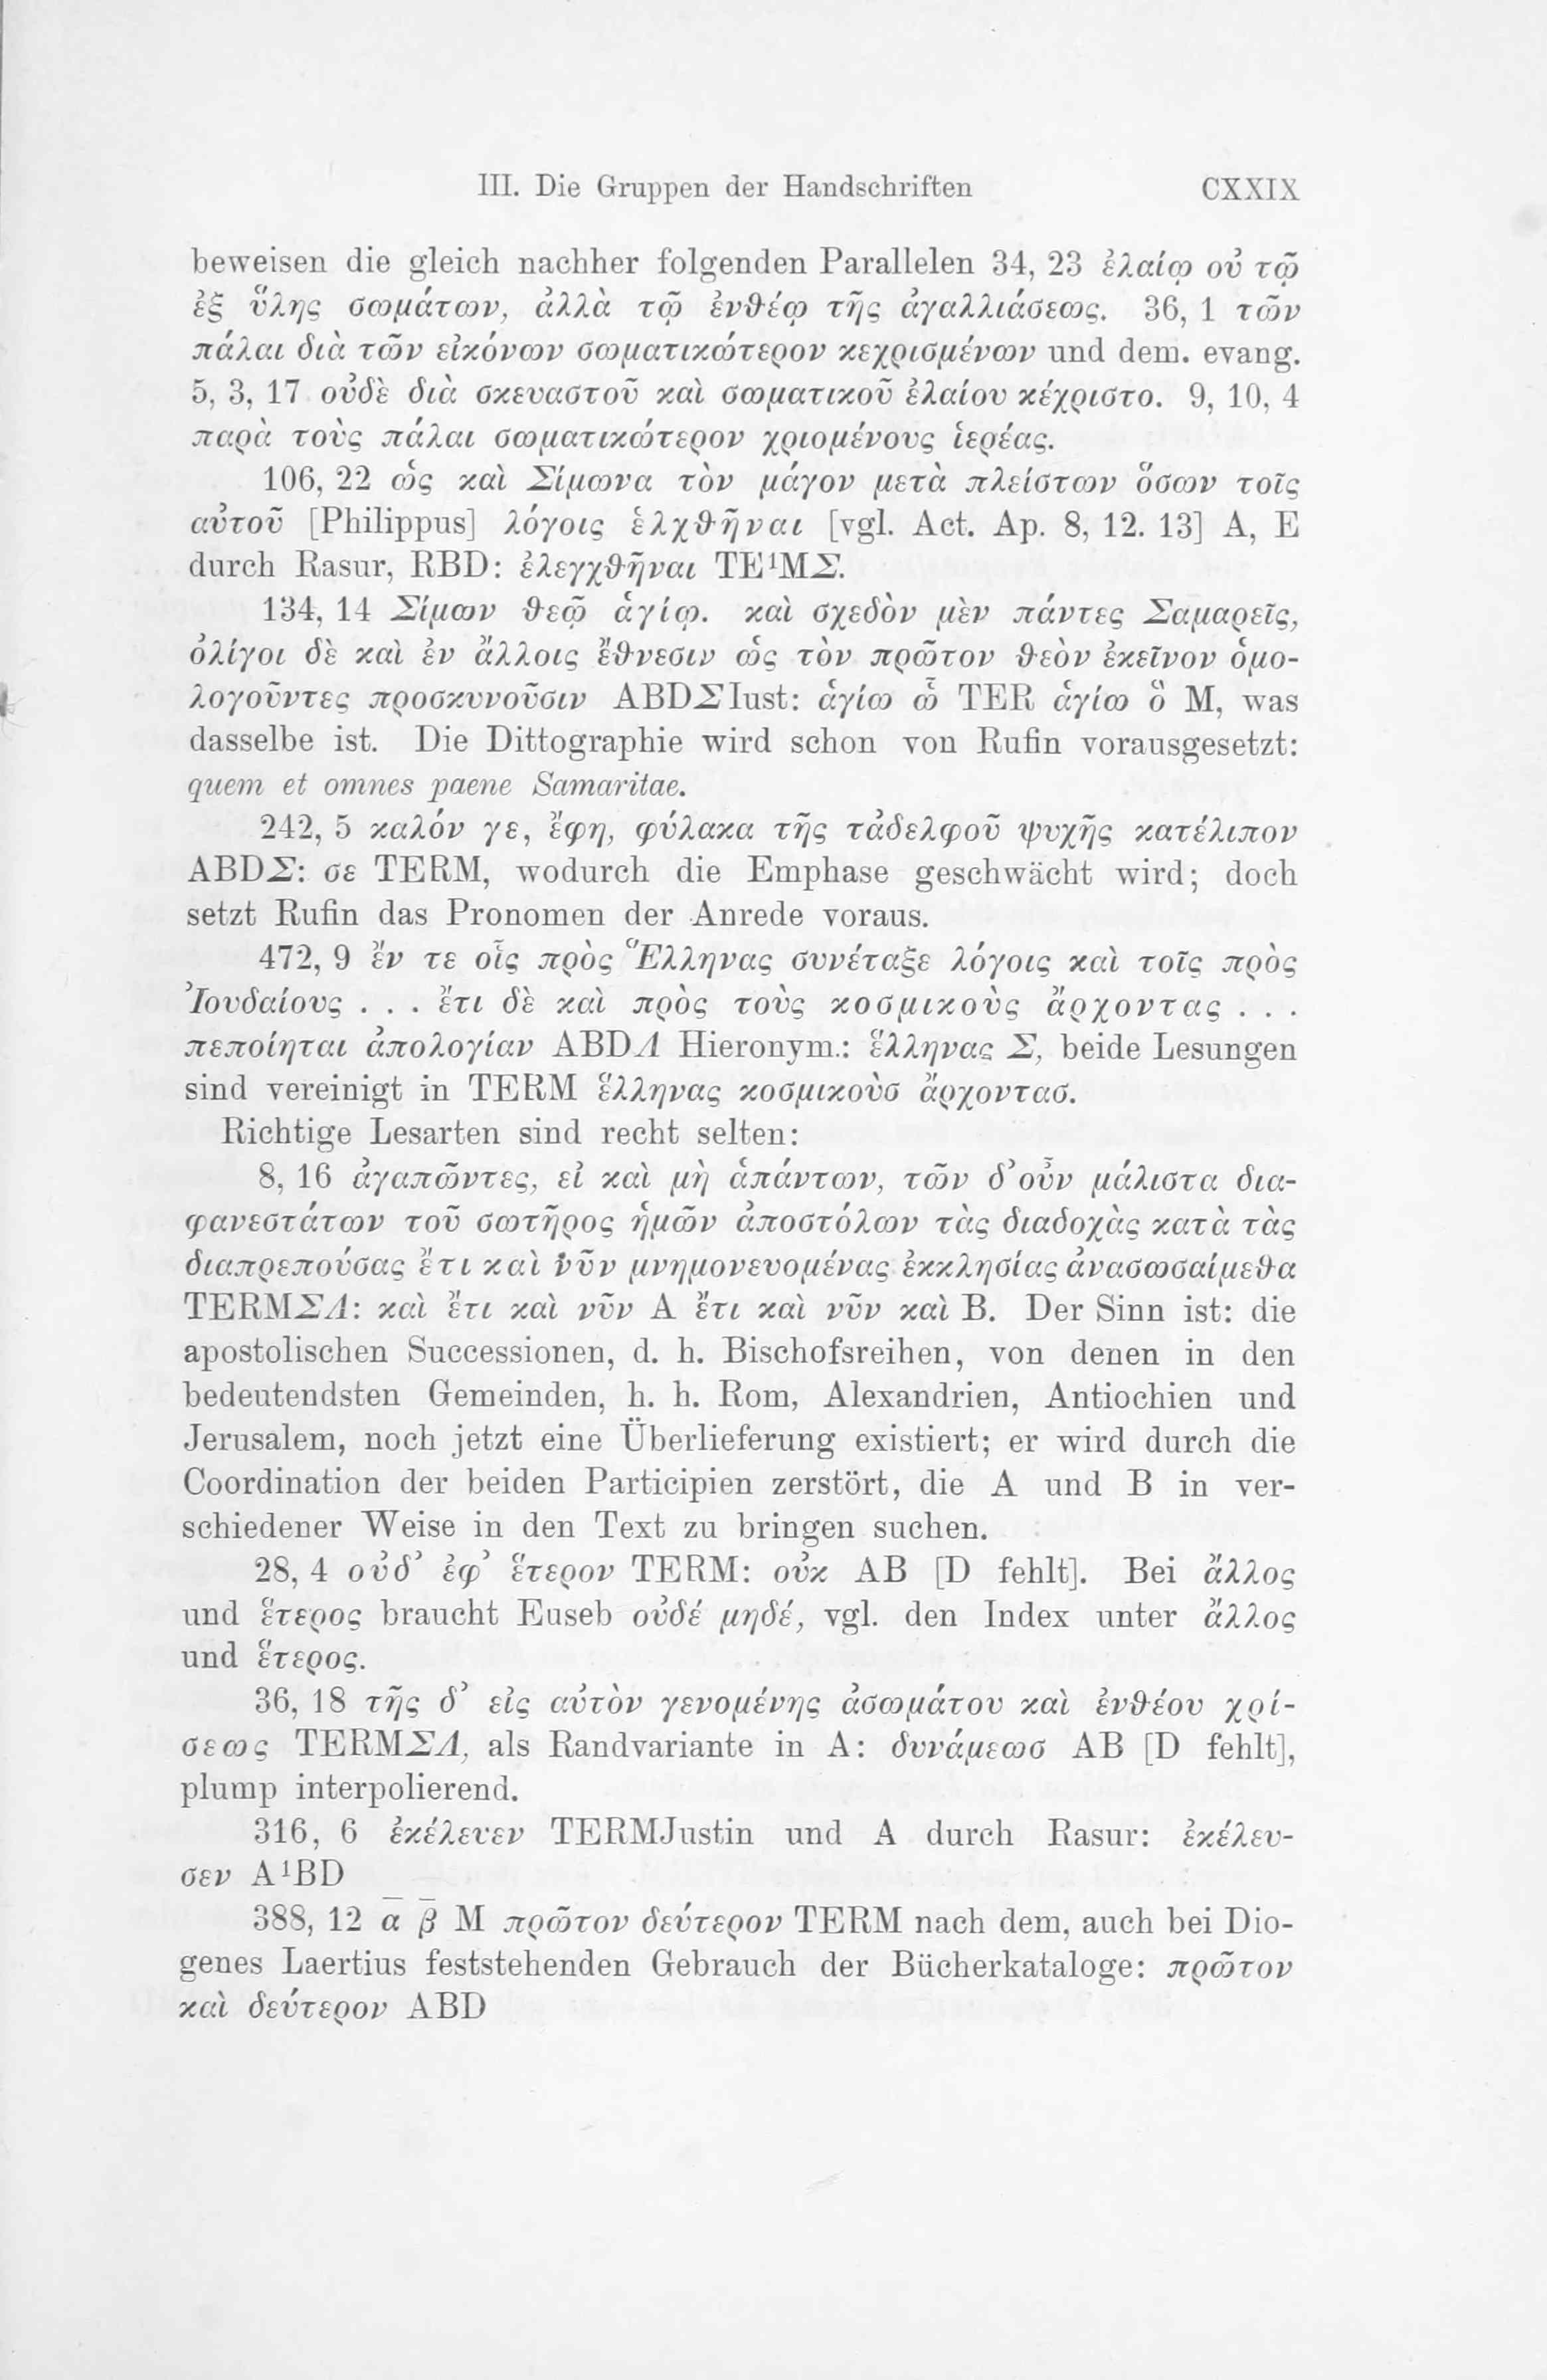 III. Die Gruppen der Handschriften CXXIX
beweisen die gleich nachher folgenden Parallelen 34, 23 ἐλαίῳ οὐ τῷ
ἐξ ὕλης σωμάτων, ἀλλὰ τῷ ἐνθέῳ τῆς ἀγαλλιάσεως. 36, 1 τῶν
πάλαι διὰ τῶν εἰκόνων σωματικώτερον κεχρισμένων und dem. evang.
5, 3, 17 οὐδὲ διὰ σκευαστοῦ καὶ σωματικοῦ ἐλαίου κέχριστο. 9, 10, 4
παρὰ τοὺς πάλαι σωματικώτερον χριομένους ἱερέας.
106, 22 ὡς καὶ Σίμωνα τὸν μάγον μετὰ πλείστων ὅσων τοῖς
αὐτοῦ [Philippus] λόγοις ἑλχθῆναι [vgl. Act. Ap. 8, 12. 13] A, E
durch Rasur, RBD: ἐλεγχθῆναι TE¹MΣ.
134, 14 Σίμων θεῷ ἁγίῳ. καὶ σχεδὸν μὲν πάντες Σαμαρεῖς,
ὀλίγοι δὲ καὶ ἐν ἄλλοις ἔθνεσιν ὡς τὸν πρῶτον θεὸν ἐκεῖνον ὁμο-
λογοῦντες προσκυνοῦσιν ABDΣIust: ἁγίω ὧ TER ἁγίω ὃ M, was
dasselbe ist. Die Dittographie wird schon von Rufin vorausgesetzt:
quem et omnes paene Samaritae.
242, 5 καλόν γε, ἔφη, φύλακα τῆς τἀδελφοῦ ψυχῆς κατέλιπον
ABDΣ: σε TERM, wodurch die Emphase geschwächt wird; doch
setzt Rufin das Pronomen der Anrede voraus.
472, 9 ἔν τε οἷς πρὸς Ἕλληνας συνέταξε λόγοις καὶ τοῖς πρὸς
Ἰουδαίους . . . ἔτι δὲ καὶ πρὸς τοὺς κοσμικοὺς ἄρχοντας . . .
πεποίηται ἀπολογίαν ABDΛ Hieronym.: ἕλληνας Σ, beide Lesungen
sind vereinigt in TERM ἕλληνας κοσμικοὺσ ἄρχοντασ.
Richtige Lesarten sind recht selten:
8, 16 ἀγαπῶντες, εἰ καὶ μὴ ἁπάντων, τῶν δ᾽οὖν μάλιστα δια-
φανεστάτων τοῦ σωτῆρος ἡμῶν ἀποστόλων τὰς διαδοχὰς κατὰ τὰς
διαπρεπούσας ἔτι καὶ νῦν μνημονευομένας ἐκκλησίας ἀνασωσαίμεθα
TERMΣΛ: καὶ ἔτι καὶ νῦν A ἔτι καὶ νῦν καὶ B. Der Sinn ist: die
apostolischen Successionen, d. h. Bischofsreihen, von denen in den
bedeutendsten Gemeinden, h. h. Rom, Alexandrien, Antiochien und
Jerusalem, noch jetzt eine Überlieferung existiert; er wird durch die
Coordination der beiden Participien zerstört, die A und B in ver-
schiedener Weise in den Text zu bringen suchen.
28, 4 οὐδ᾽ ἐφ᾽ ἕτερον TERM: οὐκ AB [D fehlt]. Bei ἄλλος
und ἕτερος braucht Euseb οὐδέ μηδέ, vgl. den Index unter ἄλλος
und ἕτερος.
36, 18 τῆς δ᾽ εἰς αὐτὸν γενομένης ἀσωμάτου καὶ ἐνθέου χρί-
σεως TERMΣΛ, als Randvariante in A: δυνάμεωσ AB [D fehlt],
plump interpolierend.
316, 6 ἐκέλευεν TERMJustin und A durch Rasur: ἐκέλευ-
σεν A¹BD
388, 12 α̅ β̅ M πρῶτον δεύτερον TERM nach dem, auch bei Dio-
genes Laertius feststehenden Gebrauch der Bücherkataloge: πρῶτον
καὶ δεύτερον ABD